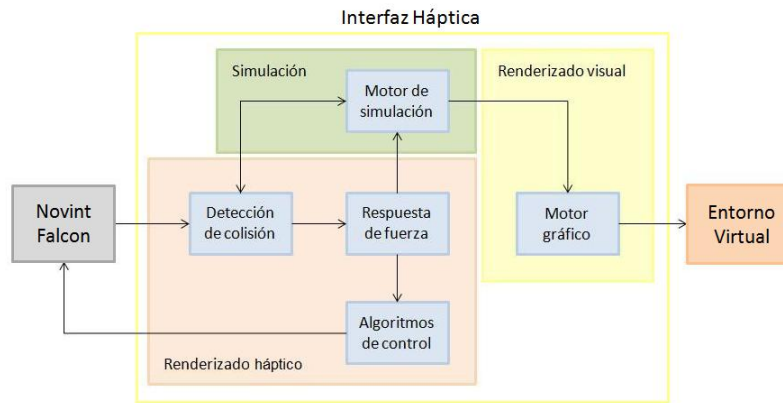 Interfaz Háptica
Simulación
Motor de
simulación
Renderizado visual
Novint
Falcon
Detección
de colisión
Respuesta
de fuerza
Motor
gráfico
Entorno
Virtual
Algoritmos
de control
Renderizado háptico